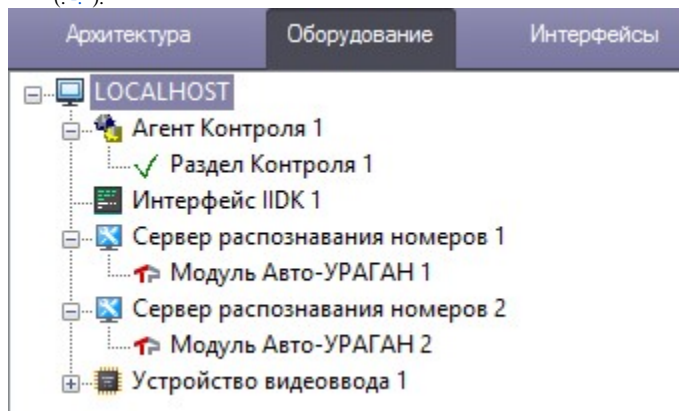 Архитектура Оборудование Интерфейсы
LOCALHOST
Агент Контроля 1
Раздел Контроля 1
Интерфейс IIDK 1
Сервер распознавания номеров 1
Модуль Авто-УРАГАН 1
Сервер распознавания номеров 2
Модуль Авто-УРАГАН 2
Устройство видеоввода 1